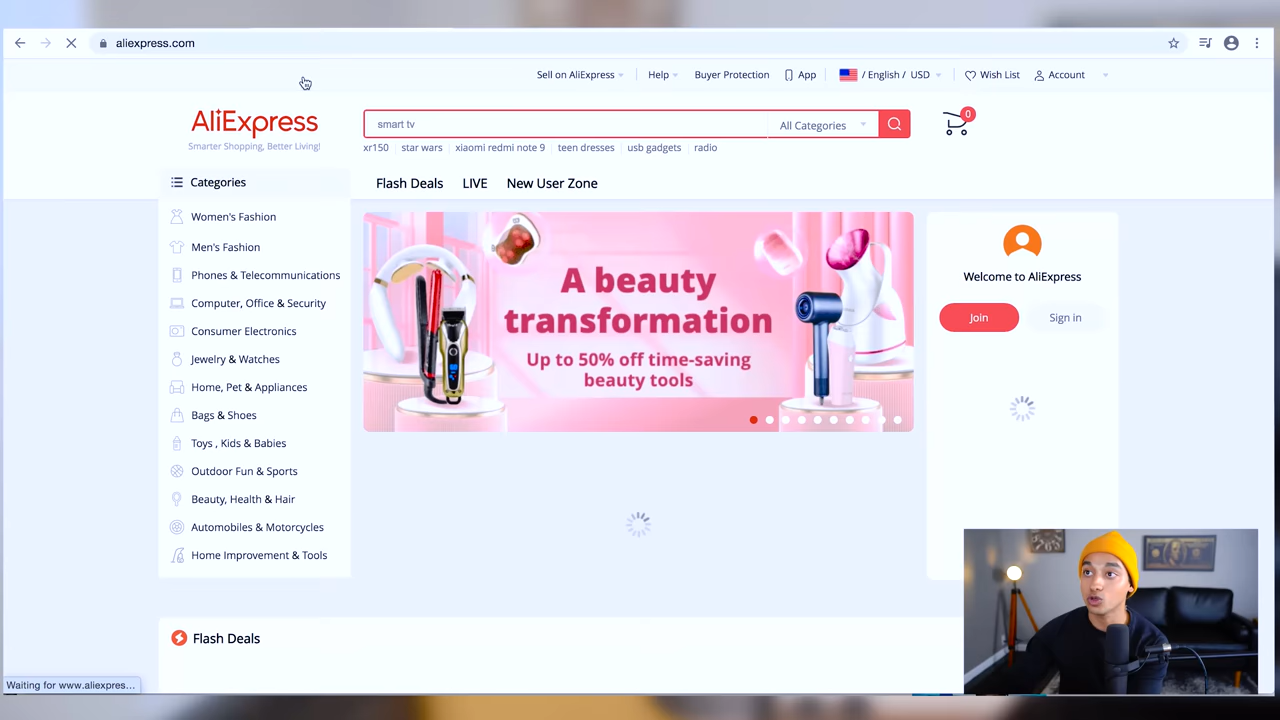 aliexpress.com
Sell on AliExpress
Help
Buyer Protection
App
/ English / USD
Wish List
Account
AliExpress
Smarter Shopping, Better Living!
smart tv
All Categories
0
xr150 star wars xiaomi redmi note 9 teen dresses usb gadgets radio
Categories
Flash Deals LIVE New User Zone
Women's Fashion
Men's Fashion
Phones & Telecommunications
Computer, Office & Security
Consumer Electronics
Jewelry & Watches
Home, Pet & Appliances
Bags & Shoes
Toys , Kids & Babies
Outdoor Fun & Sports
Beauty, Health & Hair
Automobiles & Motorcycles
Home Improvement & Tools
A beauty
transformation
Up to 50% off time-saving
beauty tools
Welcome to AliExpress
Join
Sign in
Flash Deals
Waiting for www.aliexpres...